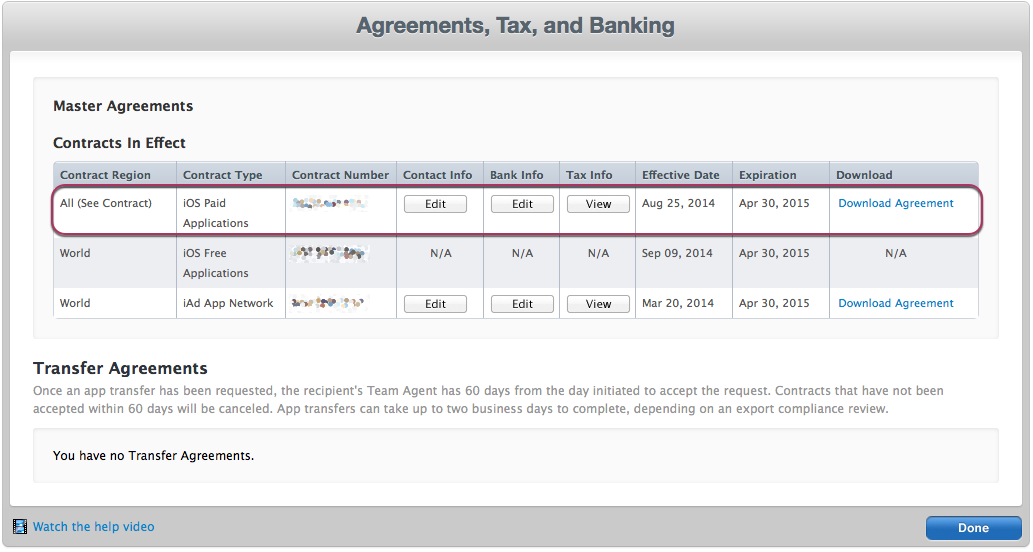 Agreements, Tax, and Banking
Master Agreements
Contracts In Effect
Contract Region Contract Type Contract Number Contact Info Bank Info Tax Info Effective Date Expiration Download
All (See Contract) iOS Paid Edit Edit View Aug 25, 2014 Apr 30, 2015 Download Agreement
Applications
World iOS Free N/A N/A N/A Sep 09, 2014 Apr 30, 2015 N/A
Applications
World iAd App Network Edit Edit View Mar 20, 2014 Apr 30, 2015 Download Agreement
Transfer Agreements
Once an app transfer has been requested, the recipient's Team Agent has 60 days from the day initiated to accept the request. Contracts that have not been
accepted within 60 days will be canceled. App transfers can take up to two business days to complete, depending on an export compliance review.
You have no Transfer Agreements.
Watch the help video Done